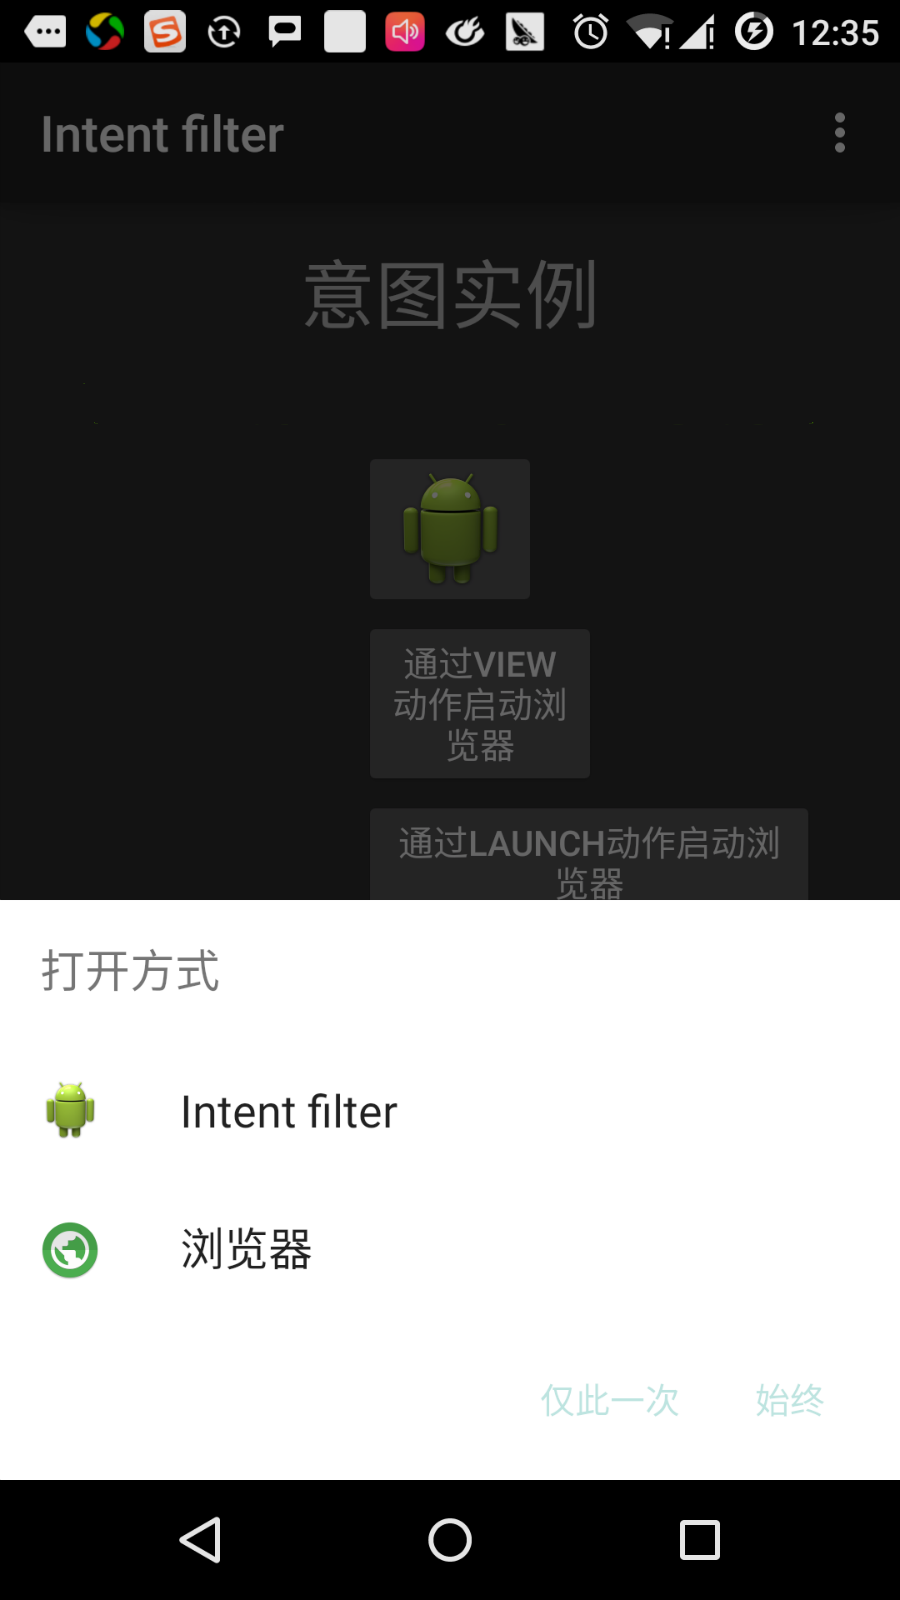 12:35
Intent filter
意图实例
通过VIEW
动作启动浏
览器
通过LAUNCH动作启动浏
览器
打开方式
Intent filter
浏览器
仅此一次 始终